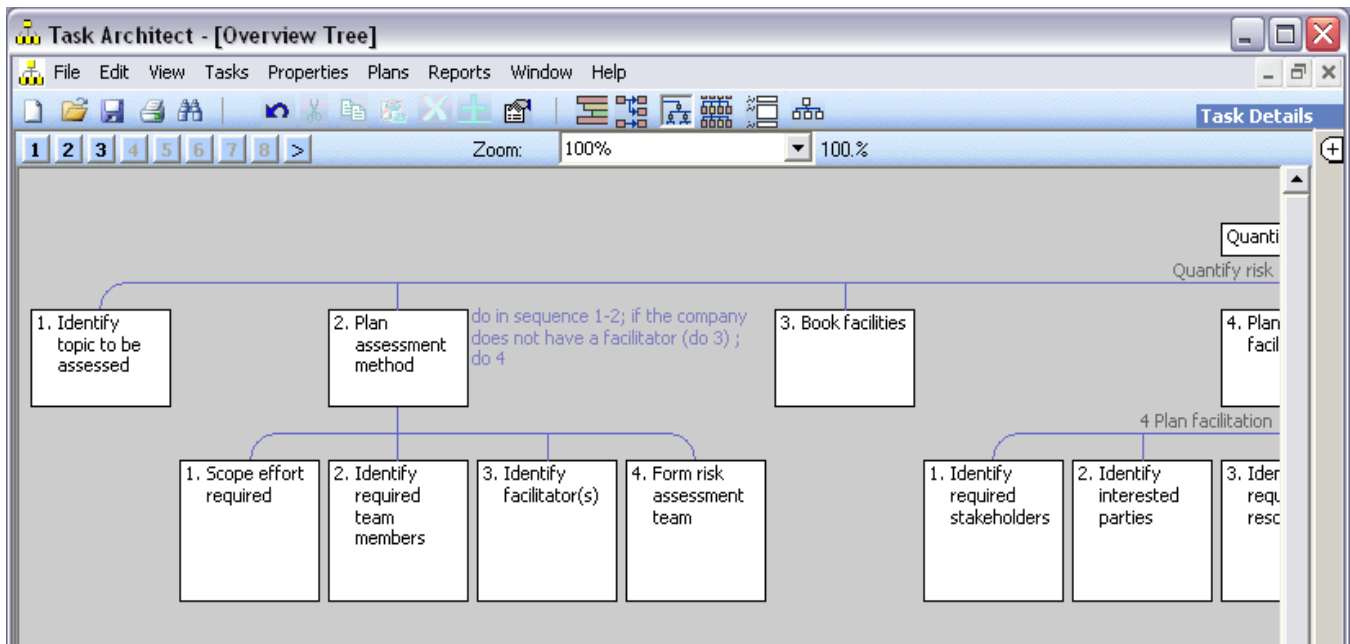 Task Architect - [Overview Tree]
File Edit View Tasks Properties Plans Reports Window Help
Task Details
1 2 3 4 5 6 7 8 > Zoom: 100% 100.%
Quanti
Quantify risk
1. Identify
topic to be
assessed
2. Plan
assessment
method
do in sequence 1-2; if the company
does not have a facilitator (do 3) ;
do 4
3. Book facilities
4. Plan
facil
4 Plan facilitation
1. Scope effort
required
2. Identify
required
team
members
3. Identify
facilitator(s)
4. Form risk
assessment
team
1. Identify
required
stakeholders
2. Identify
interested
parties
3. Iden
requ
reso